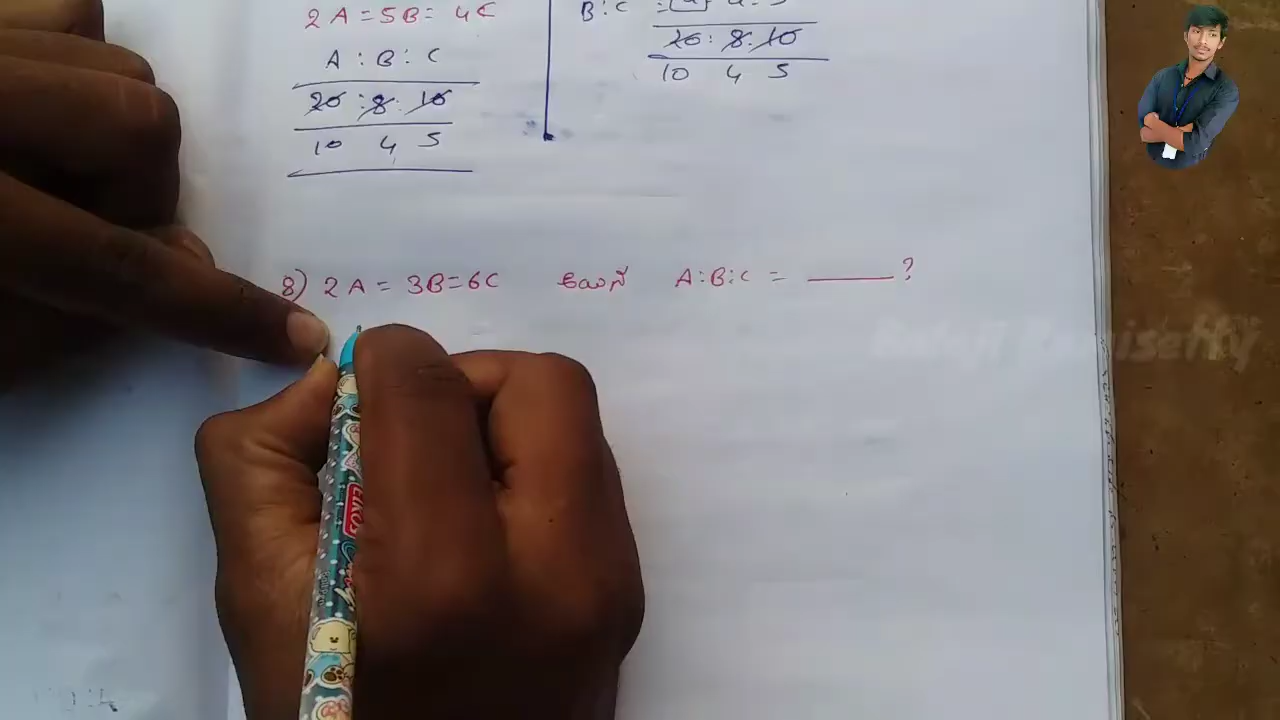 2A = 5B = 4C
A : B : C
20 : 8 : 10
10 4 5
B : C
20 : 8 : 10
10 4 5
8) 2A = 3B = 6C అయిన A:B:C = ______ ?